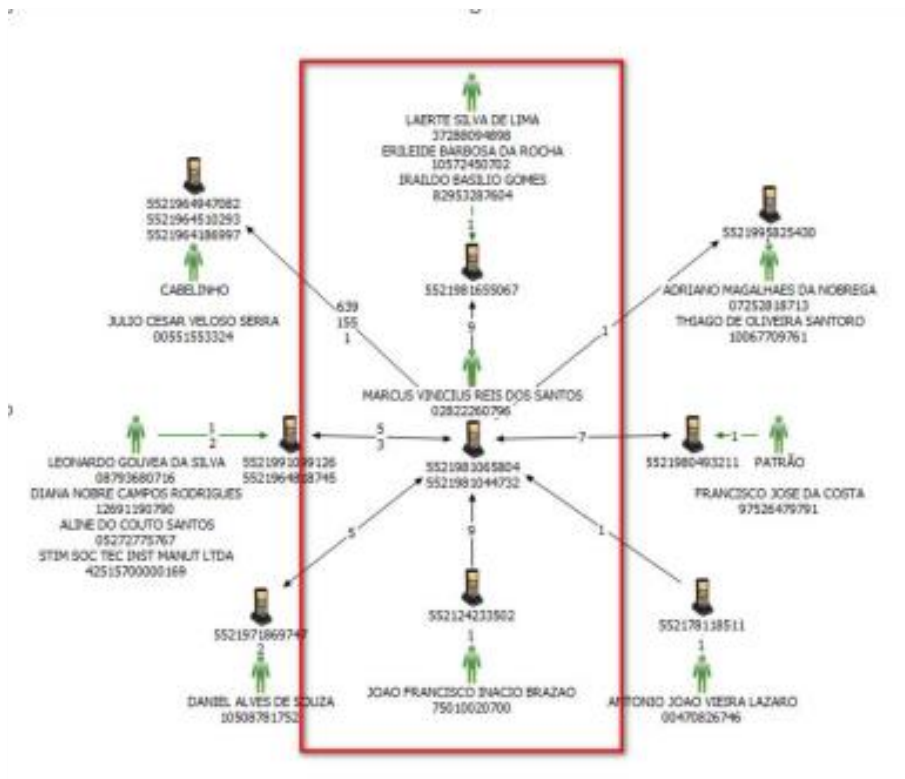 LAERTE SILVA DE LIMA
37288094898
ERILEIDE BARBOSA DA ROCHA
10572450702
IRAILDO BASILIO GOMES
82953287604
1
5521981655067
9
MARCUS VINICIUS REIS DOS SANTOS
02822260796
5521981065804
5521981044732
5521964947082
5521964510293
5521964186997
CABELINHO
JULIO CESAR VELOSO SERRA
00551553324
639
155
1
5521995825430
ADRIANO MAGALHAES DA NOBREGA
07252818713
THIAGO DE OLIVEIRA SANTORO
10067709761
1
LEONARDO GOUVEA DA SILVA
08793680716
DIANA NOBRE CAMPOS RODRIGUES
12691190790
ALINE DO COUTO SANTOS
05272775767
STIM SOC TEC INST MANUT LTDA
42515700000169
1
2
5521991099126
5521964808745
5
3
7
5521980493211
1
PATRÃO
FRANCISCO JOSE DA COSTA
97526479791
5
5521971869747
2
DANIEL ALVES DE SOUZA
10508781752
9
552124233502
1
JOAO FRANCISCO INACIO BRAZAO
75010020700
1
552178118511
1
ANTONIO JOAO VIEIRA LAZARO
00470826746